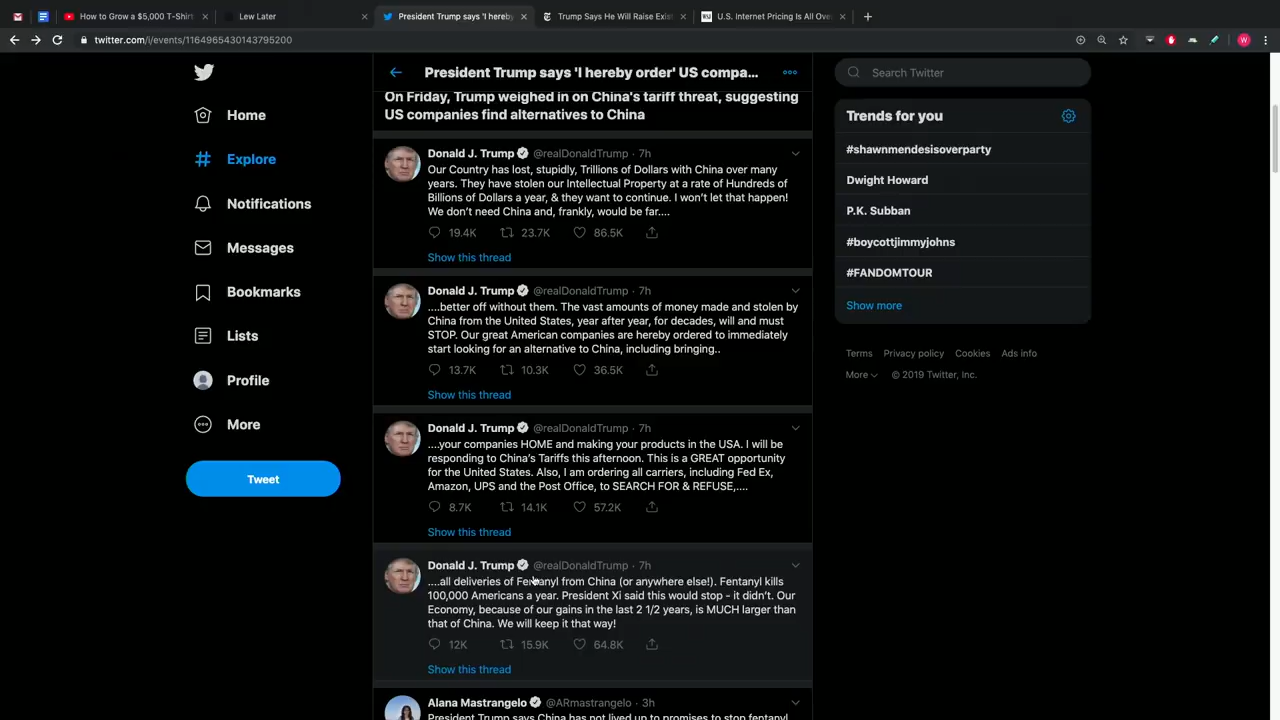 How to Grow a $5,000 T-Shirt
Lew Later
President Trump says 'I hereby
Trump Says He Will Raise Exist
U.S. Internet Pricing Is All Ove
twitter.com/i/events/1164965430143795200
W
Home
Explore
Notifications
Messages
Bookmarks
Lists
Profile
More
Tweet
President Trump says 'I hereby order' US compa...
On Friday, Trump weighed in on China's tariff threat, suggesting
US companies find alternatives to China
Donald J. Trump @realDonaldTrump · 7h
Our Country has lost, stupidly, Trillions of Dollars with China over many
years. They have stolen our Intellectual Property at a rate of Hundreds of
Billions of Dollars a year, & they want to continue. I won't let that happen!
We don't need China and, frankly, would be far....
19.4K 23.7K 86.5K
Show this thread
Donald J. Trump @realDonaldTrump · 7h
....better off without them. The vast amounts of money made and stolen by
China from the United States, year after year, for decades, will and must
STOP. Our great American companies are hereby ordered to immediately
start looking for an alternative to China, including bringing..
13.7K 10.3K 36.5K
Show this thread
Donald J. Trump @realDonaldTrump · 7h
....your companies HOME and making your products in the USA. I will be
responding to China's Tariffs this afternoon. This is a GREAT opportunity
for the United States. Also, I am ordering all carriers, including Fed Ex,
Amazon, UPS and the Post Office, to SEARCH FOR & REFUSE,....
8.7K 14.1K 57.2K
Show this thread
Donald J. Trump @realDonaldTrump · 7h
....all deliveries of Fentanyl from China (or anywhere else!). Fentanyl kills
100,000 Americans a year. President Xi said this would stop - it didn't. Our
Economy, because of our gains in the last 2 1/2 years, is MUCH larger than
that of China. We will keep it that way!
12K 15.9K 64.8K
Show this thread
Alana Mastrangelo @ARmastrangelo · 3h
President Trump says China has not lived up to promises to stop fentanyl
Search Twitter
Trends for you
#shawnmendesisoverparty
Dwight Howard
P.K. Subban
#boycottjimmyjohns
#FANDOMTOUR
Show more
Terms Privacy policy Cookies Ads info
More © 2019 Twitter, Inc.